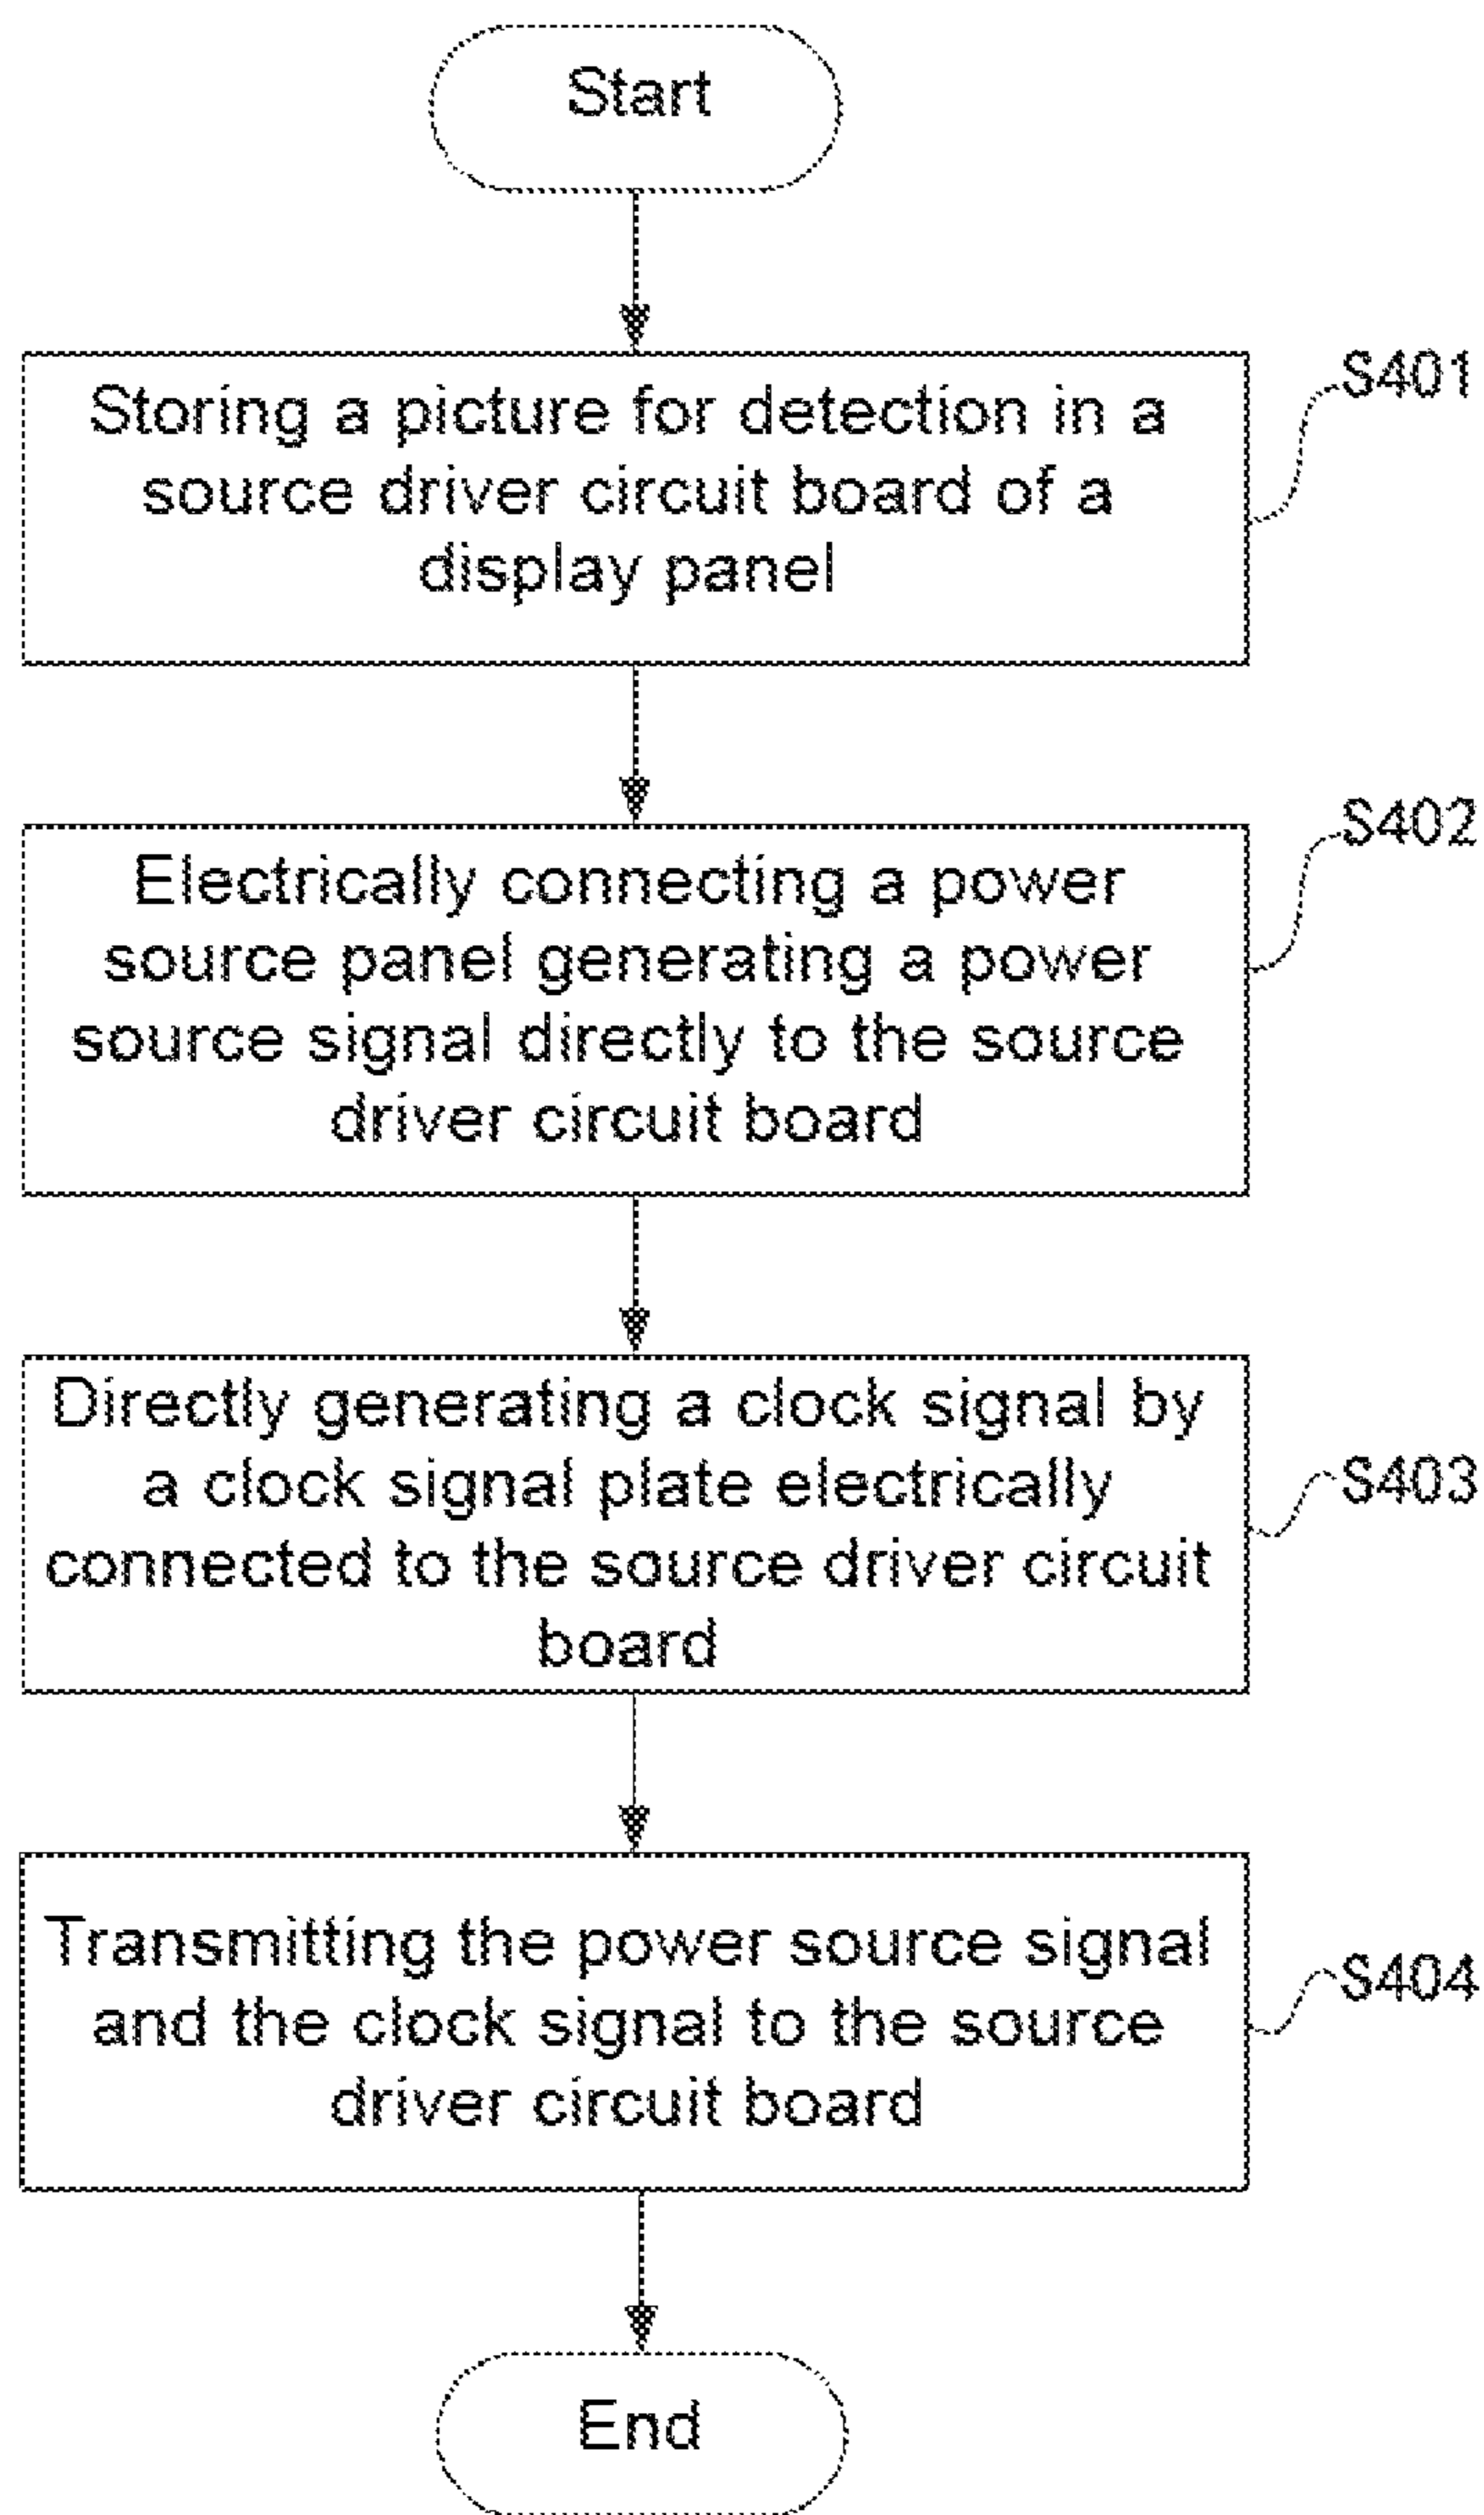 Start
Storing a picture for detection in a
source driver circuit board of a
display panel
S401
Electrically connecting a power
source panel generating a power
source signal directly to the source
driver circuit board
S402
Directly generating a clock signal by
a clock signal plate electrically
connected to the source driver circuit
board
S403
Transmitting the power source signal
and the clock signal to the source
driver circuit board
S404
End